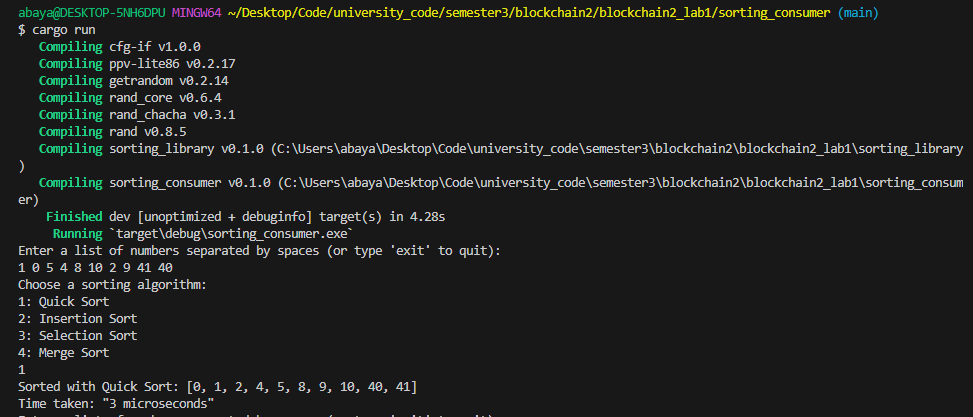 abaya@DESKTOP-5NH6DPU MINGW64 ~/Desktop/Code/university_code/semester3/blockchain2/blockchain2_lab1/sorting_consumer (main)
$ cargo run
   Compiling cfg-if v1.0.0
   Compiling ppv-lite86 v0.2.17
   Compiling getrandom v0.2.14
   Compiling rand_core v0.6.4
   Compiling rand_chacha v0.3.1
   Compiling rand v0.8.5
   Compiling sorting_library v0.1.0 (C:\Users\abaya\Desktop\Code\university_code\semester3\blockchain2\blockchain2_lab1\sorting_library
)
   Compiling sorting_consumer v0.1.0 (C:\Users\abaya\Desktop\Code\university_code\semester3\blockchain2\blockchain2_lab1\sorting_consum
er)
    Finished dev [unoptimized + debuginfo] target(s) in 4.28s
     Running `target\debug\sorting_consumer.exe`
Enter a list of numbers separated by spaces (or type 'exit' to quit):
1 0 5 4 8 10 2 9 41 40
Choose a sorting algorithm:
1: Quick Sort
2: Insertion Sort
3: Selection Sort
4: Merge Sort
1
Sorted with Quick Sort: [0, 1, 2, 4, 5, 8, 9, 10, 40, 41]
Time taken: "3 microseconds"